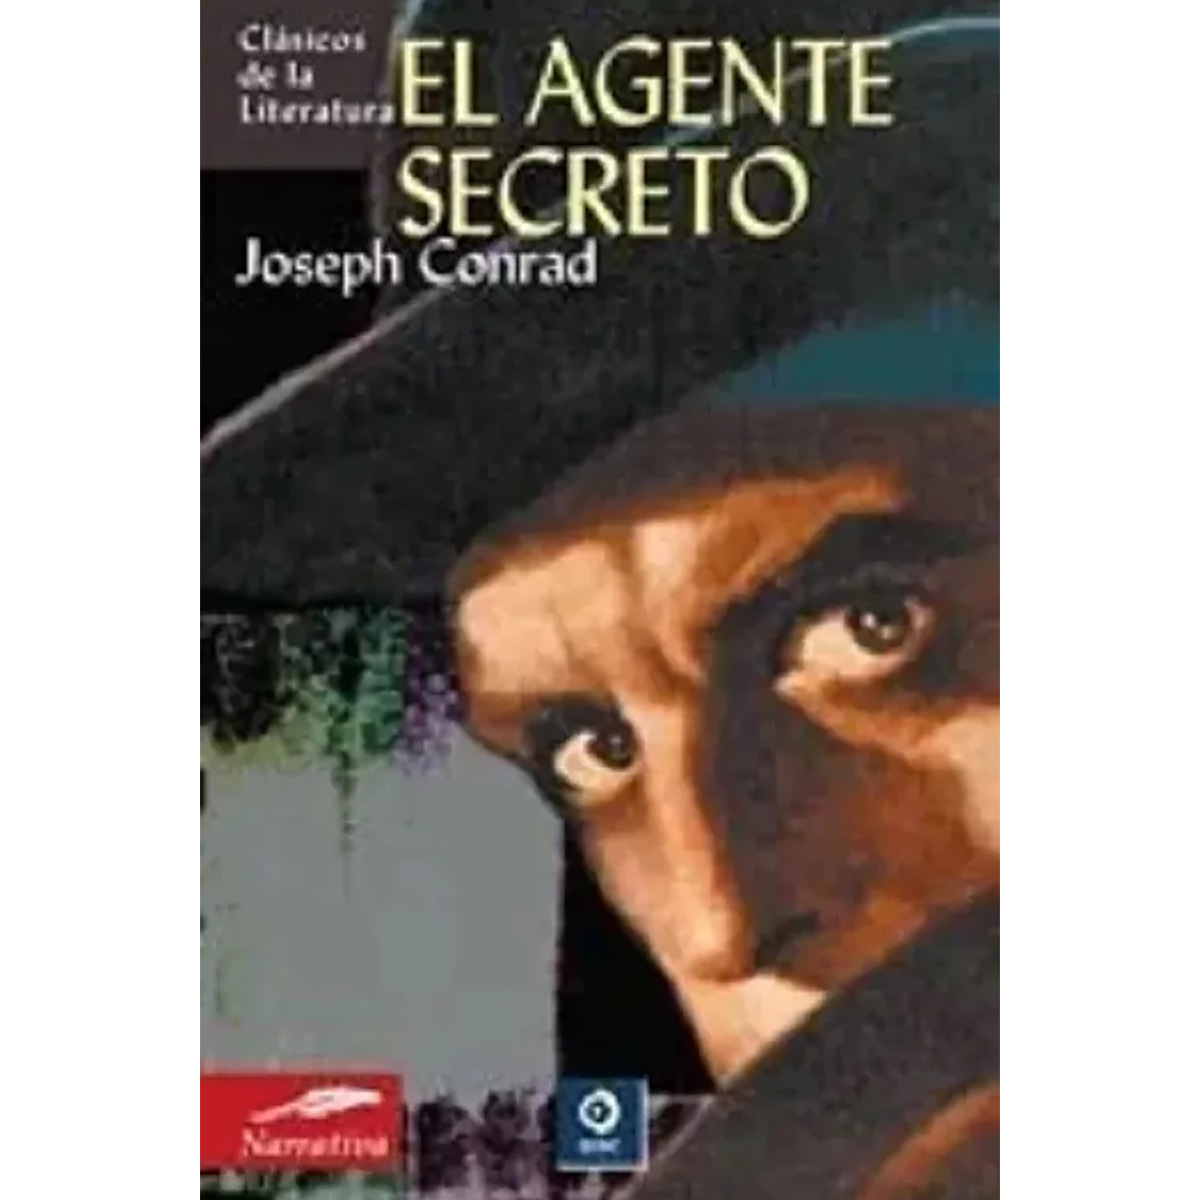 Clásicos
de la
Literatura
EL AGENTE
SECRETO
Joseph Conrad
Narrativa